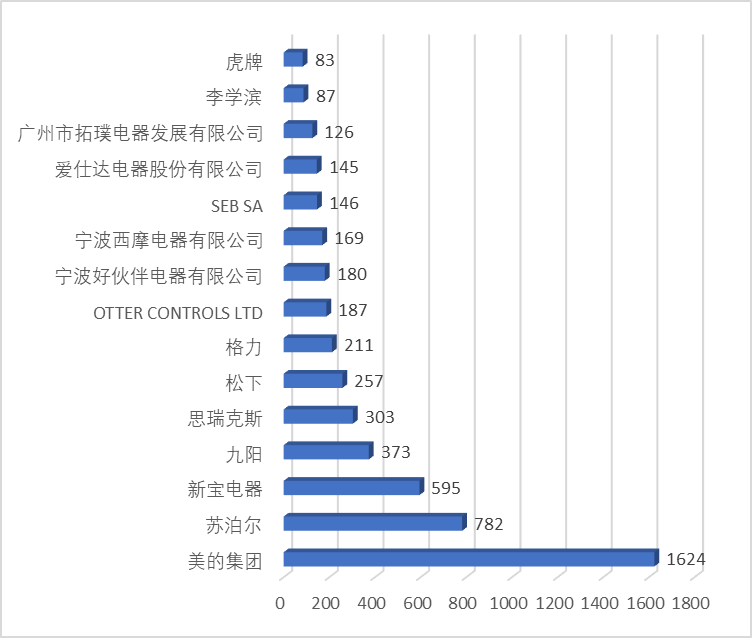 虎牌 83
李学滨 87
广州市拓璞电器发展有限公司 126
爱仕达电器股份有限公司 145
SEB SA 146
宁波西摩电器有限公司 169
宁波好伙伴电器有限公司 180
OTTER CONTROLS LTD 187
格力 211
松下 257
思瑞克斯 303
九阳 373
新宝电器 595
苏泊尔 782
美的集团 1624
0 200 400 600 800 1000 1200 1400 1600 1800